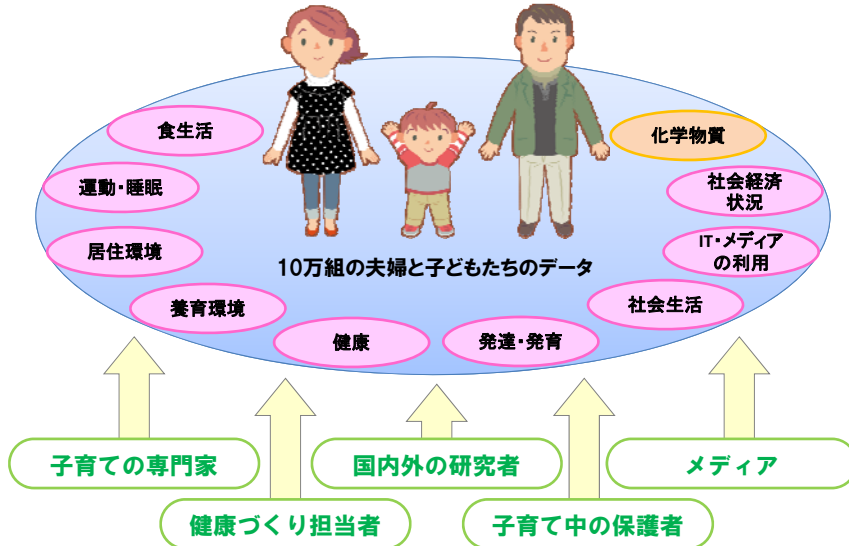 食生活
化学物質
運動・睡眠
社会経済
状況
居住環境
IT・メディア
の利用
10万組の夫婦と子どもたちのデータ
養育環境
社会生活
健康
発達・発育
子育ての専門家
国内外の研究者
メディア
健康づくり担当者
子育て中の保護者